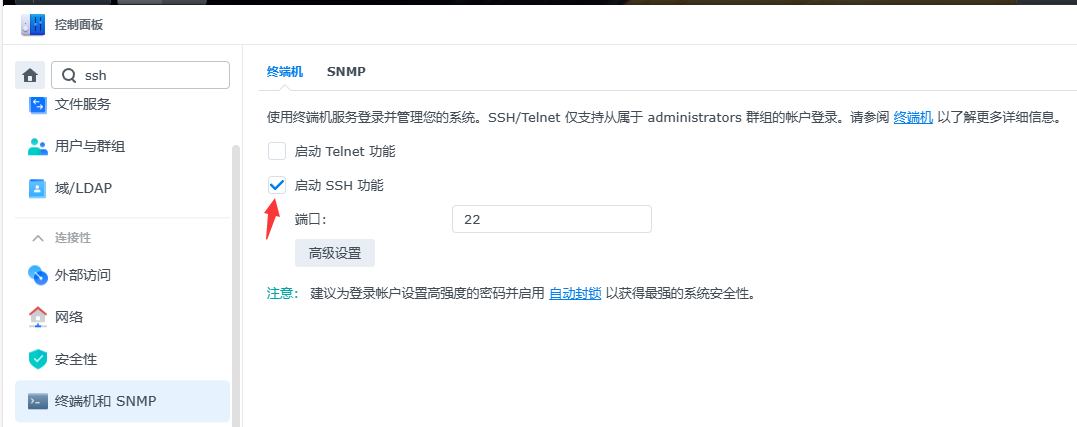 控制面板
ssh
文件服务
用户与群组
域/LDAP
连接性
外部访问
网络
安全性
终端机和 SNMP
终端机 SNMP
使用终端机服务登录并管理您的系统。SSH/Telnet 仅支持从属于 administrators 群组的帐户登录。请参阅 终端机 以了解更多详细信息。
启动 Telnet 功能
启动 SSH 功能
端口: 22
高级设置
注意: 建议为登录帐户设置高强度的密码并启用 自动封锁 以获得最强的系统安全性。